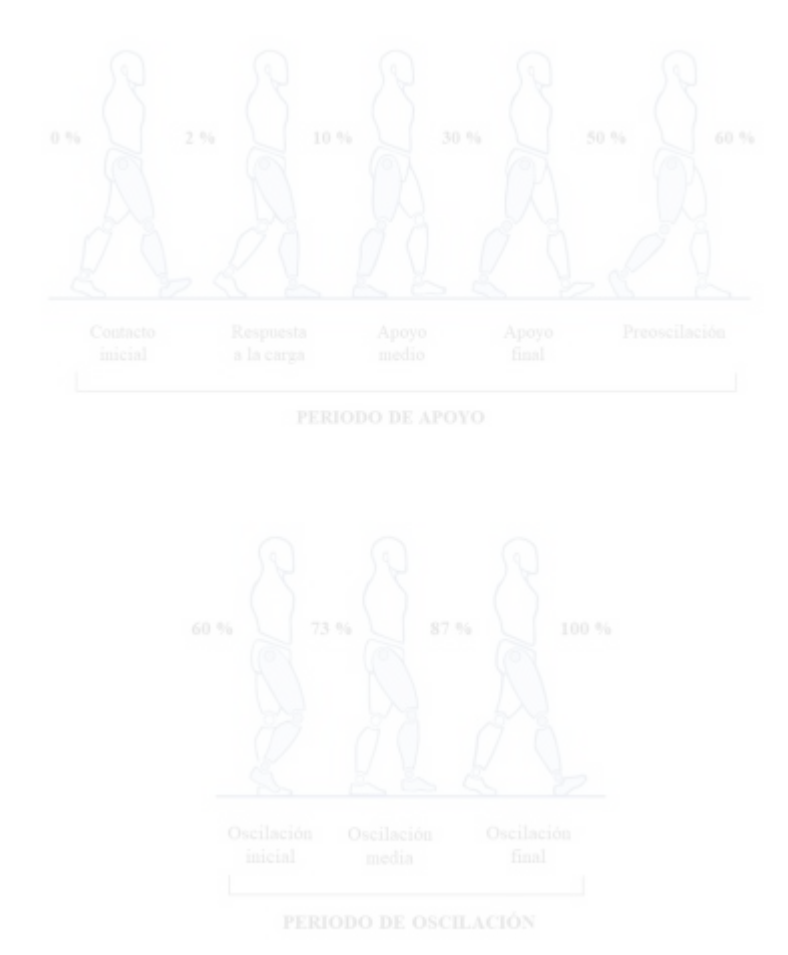 0 % 2 % 10 % 30 % 50 % 60 %
Contacto Respuesta Apoyo Apoyo Preoscilación
inicial a la carga medio final
PERIODO DE APOYO
60 % 73 % 87 % 100 %
Oscilación Oscilación Oscilación
inicial media final
PERIODO DE OSCILACIÓN